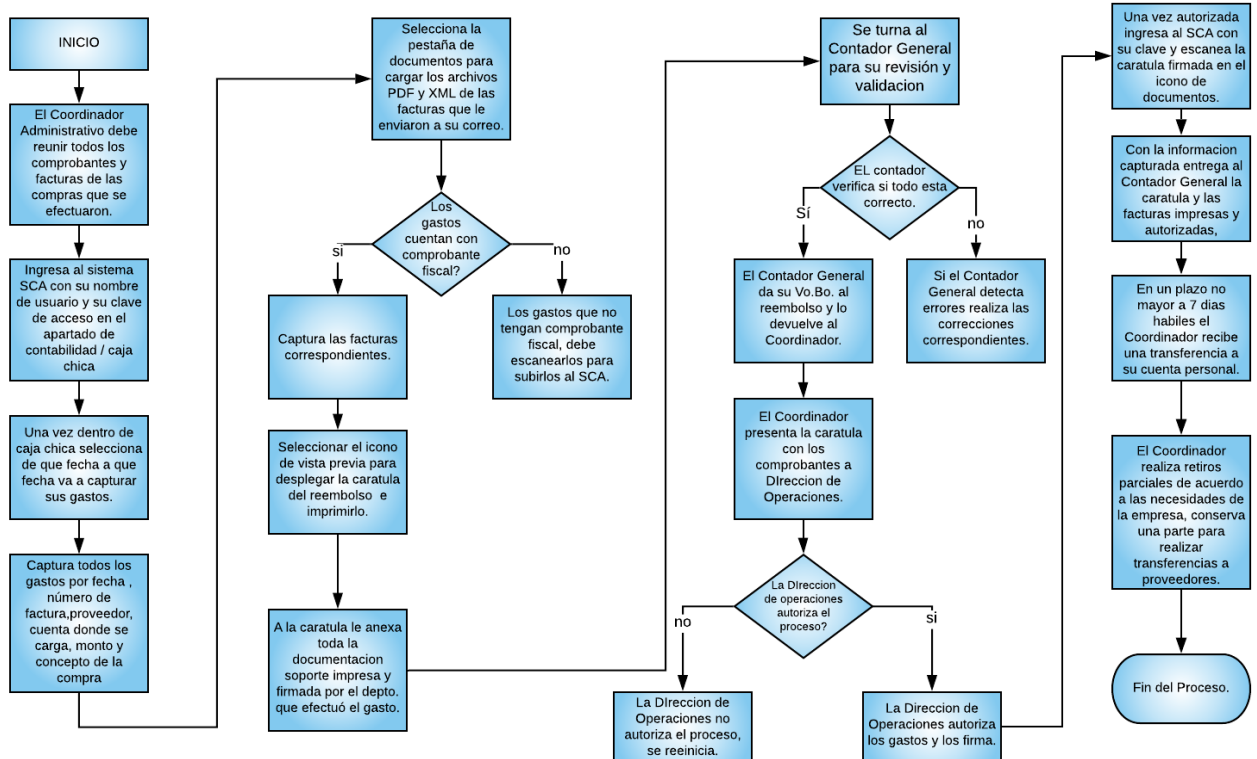 INICIO
El Coordinador
Administrativo debe
reunir todos los
comprobantes y
facturas de las
compras que se
efectuaron.
Ingresa al sistema
SCA con su nombre
de usuario y su clave
de acceso en el
apartado de
contabilidad / caja
chica
Una vez dentro de
caja chica selecciona
de que fecha a que
fecha va a capturar
sus gastos.
Captura todos los
gastos por fecha ,
número de
factura,proveedor,
cuenta donde se
carga, monto y
concepto de la
compra
Selecciona la
pestaña de
documentos para
cargar los archivos
PDF y XML de las
facturas que le
enviaron a su correo.
Los
gastos
cuentan con
comprobante
fiscal?
si
no
Captura las facturas
correspondientes.
Los gastos que no
tengan comprobante
fiscal, debe
escanearlos para
subirlos al SCA.
Seleccionar el icono
de vista previa para
desplegar la caratula
del reembolso e
imprimirlo.
A la caratula le anexa
toda la
documentacion
soporte impresa y
firmada por el depto.
que efectuó el gasto.
Se turna al
Contador General
para su revisión y
validacion
EL contador
verifica si todo esta
correcto.
Sí
no
El Contador General
da su Vo.Bo. al
reembolso y lo
devuelve al
Coordinador.
Si el Contador
General detecta
errores realiza las
correcciones
correspondientes.
El Coordinador
presenta la caratula
con los
comprobantes a
DIreccion de
Operaciones.
La DIreccion
de operaciones
autoriza el
proceso?
no
si
La DIreccion de
Operaciones no
autoriza el proceso,
se reeinicia.
La Direccion de
Operaciones autoriza
los gastos y los firma.
Una vez autorizada
ingresa al SCA con
su clave y escanea la
caratula firmada en el
icono de
documentos.
Con la informacion
capturada entrega al
Contador General la
caratula y las
facturas impresas y
autorizadas,
En un plazo no
mayor a 7 dias
habiles el
Coordinador recibe
una transferencia a
su cuenta personal.
El Coordinador
realiza retiros
parciales de acuerdo
a las necesidades de
la empresa, conserva
una parte para
realizar
transferencias a
proveedores.
Fin del Proceso.